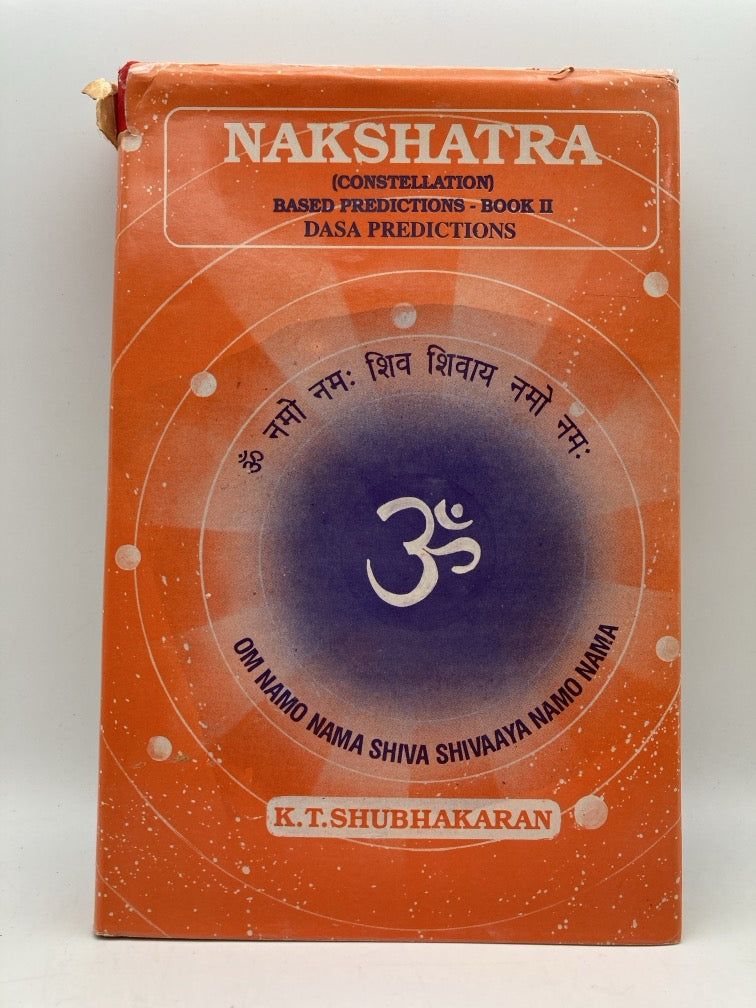 NAKSHATRA
(CONSTELLATION)
BASED PREDICTIONS - BOOK II
DASA PREDICTIONS
ॐ नमो नमः शिव शिवाय नमो नमः
ॐ
OM NAMO NAMA SHIVA SHIVAAYA NAMO NAMA
K.T.SHUBHAKARAN